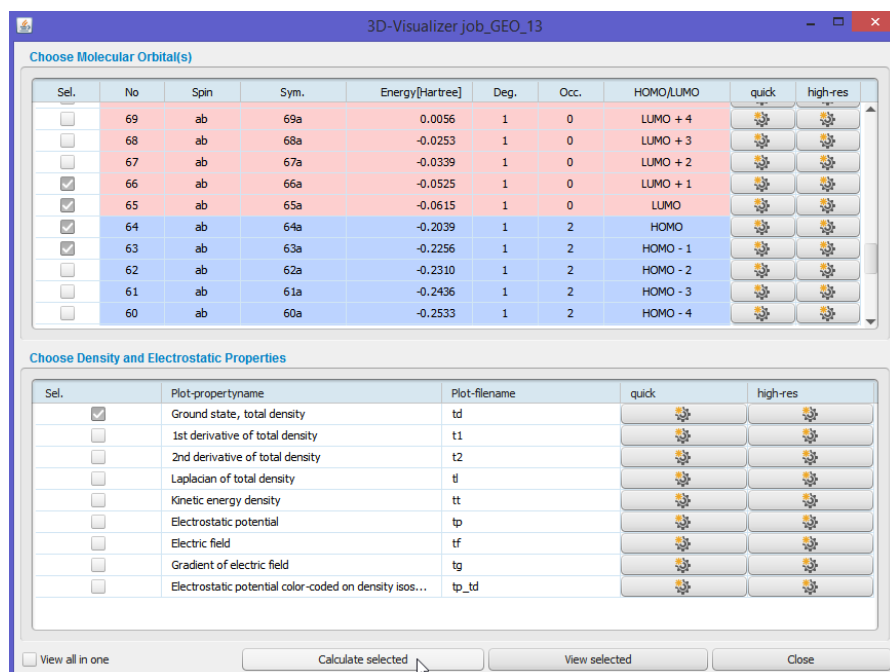 3D-Visualizer job_GEO_13
Choose Molecular Orbital(s)
Sel. No Spin Sym. Energy[Hartree] Deg. Occ. HOMO/LUMO quick high-res
69 ab 69a 0.0056 1 0 LUMO + 4
68 ab 68a -0.0253 1 0 LUMO + 3
67 ab 67a -0.0339 1 0 LUMO + 2
66 ab 66a -0.0525 1 0 LUMO + 1
65 ab 65a -0.0615 1 0 LUMO
64 ab 64a -0.2039 1 2 HOMO
63 ab 63a -0.2256 1 2 HOMO - 1
62 ab 62a -0.2310 1 2 HOMO - 2
61 ab 61a -0.2436 1 2 HOMO - 3
60 ab 60a -0.2533 1 2 HOMO - 4
Choose Density and Electrostatic Properties
Sel. Plot-propertyname Plot-filename quick high-res
Ground state, total density td
1st derivative of total density t1
2nd derivative of total density t2
Laplacian of total density tl
Kinetic energy density tt
Electrostatic potential tp
Electric field tf
Gradient of electric field tg
Electrostatic potential color-coded on density isos... tp_td
View all in one Calculate selected View selected Close